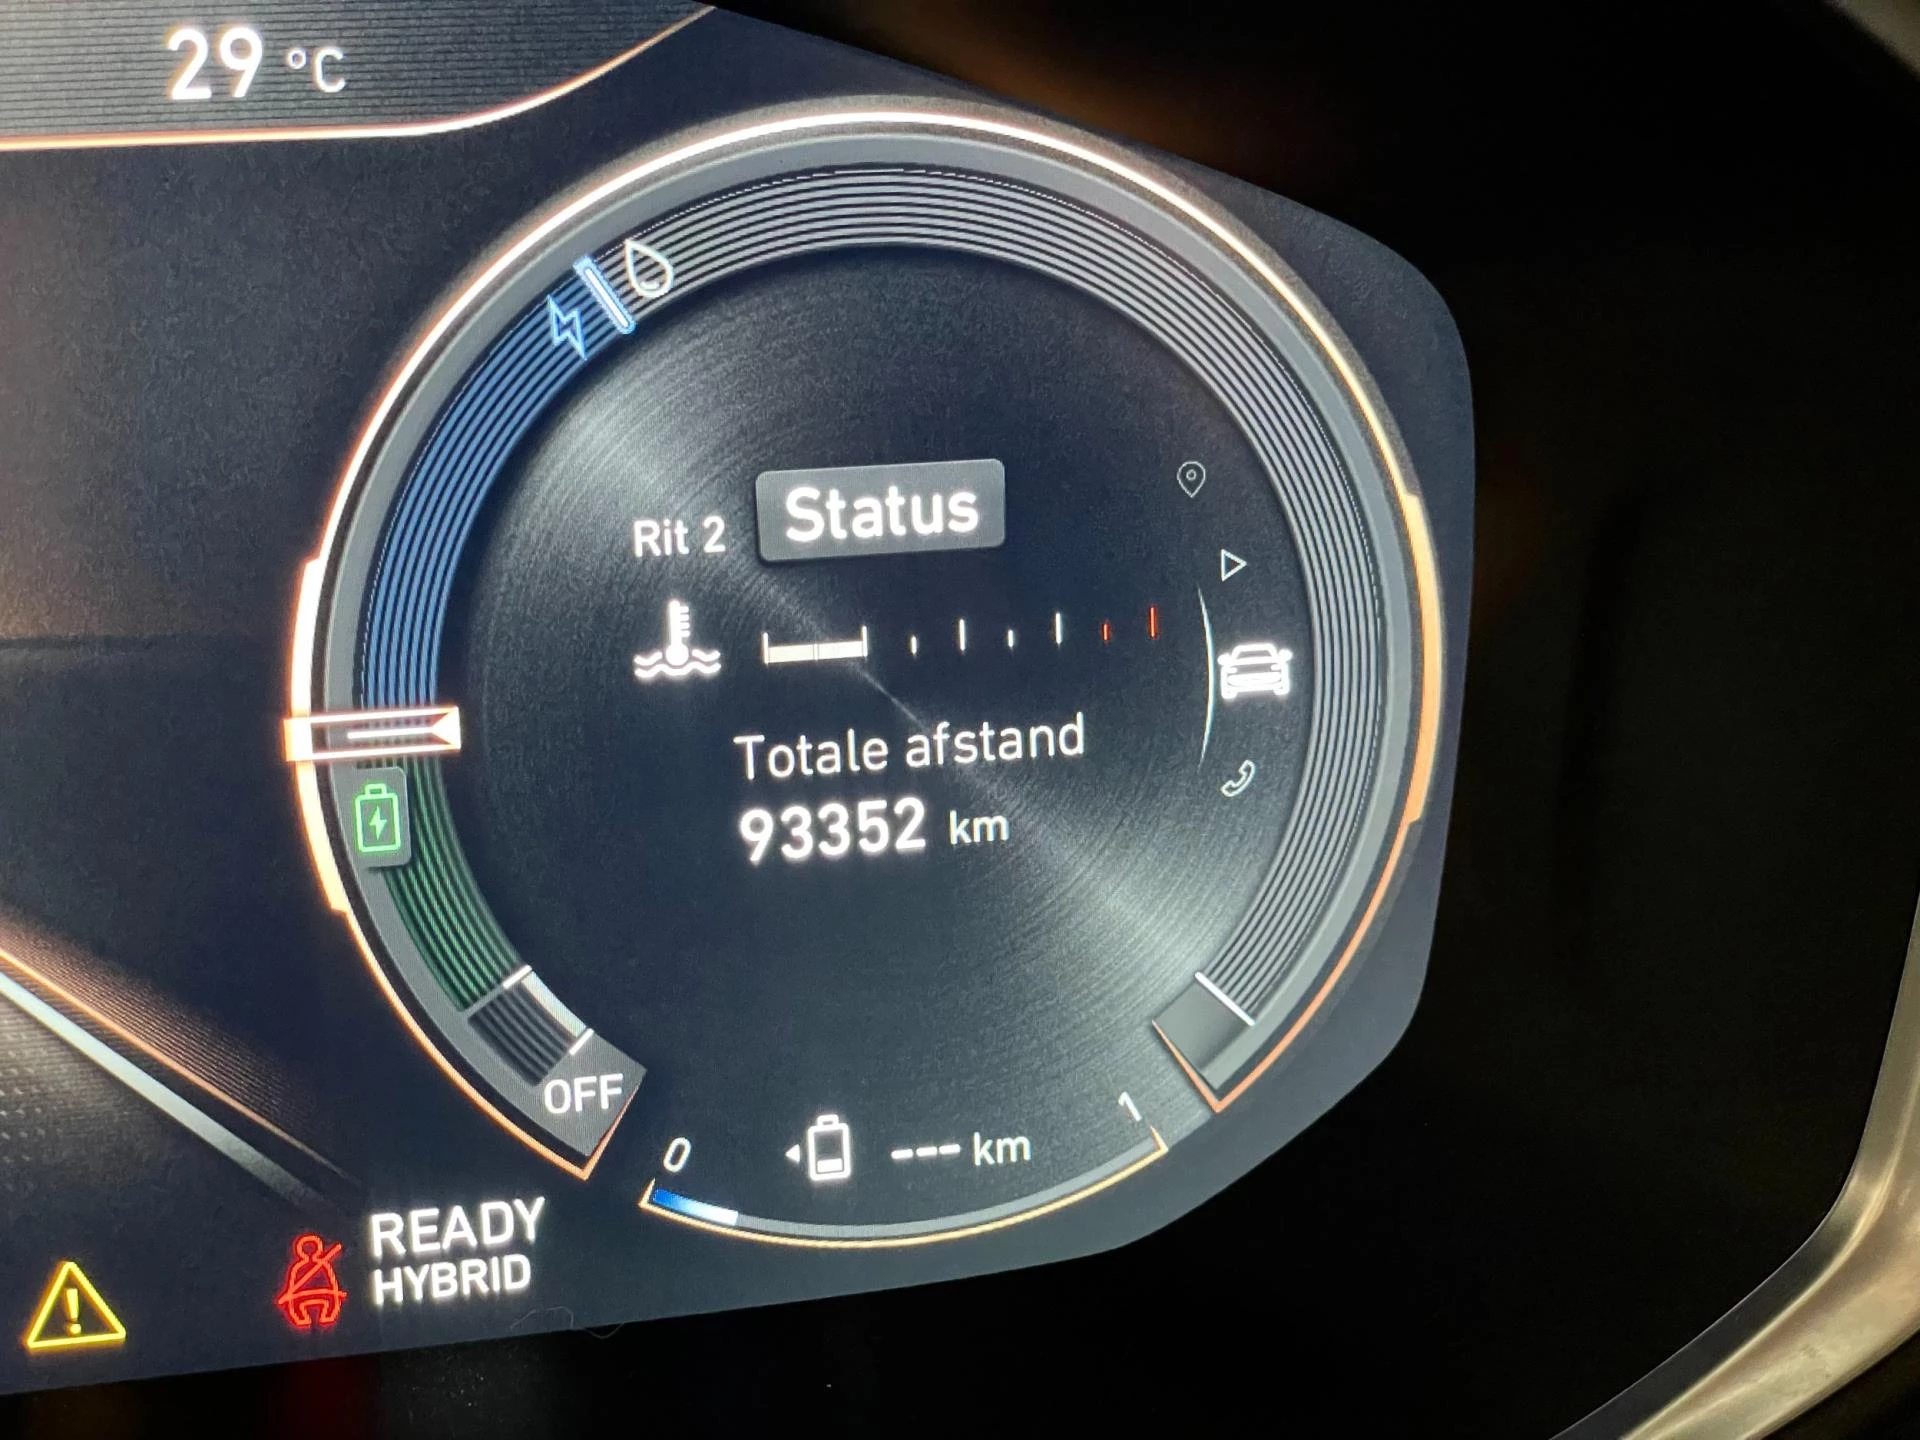 29 °C
Rit 2 Status
Totale afstand
93352 km
OFF
0 --- km 1
READY
HYBRID